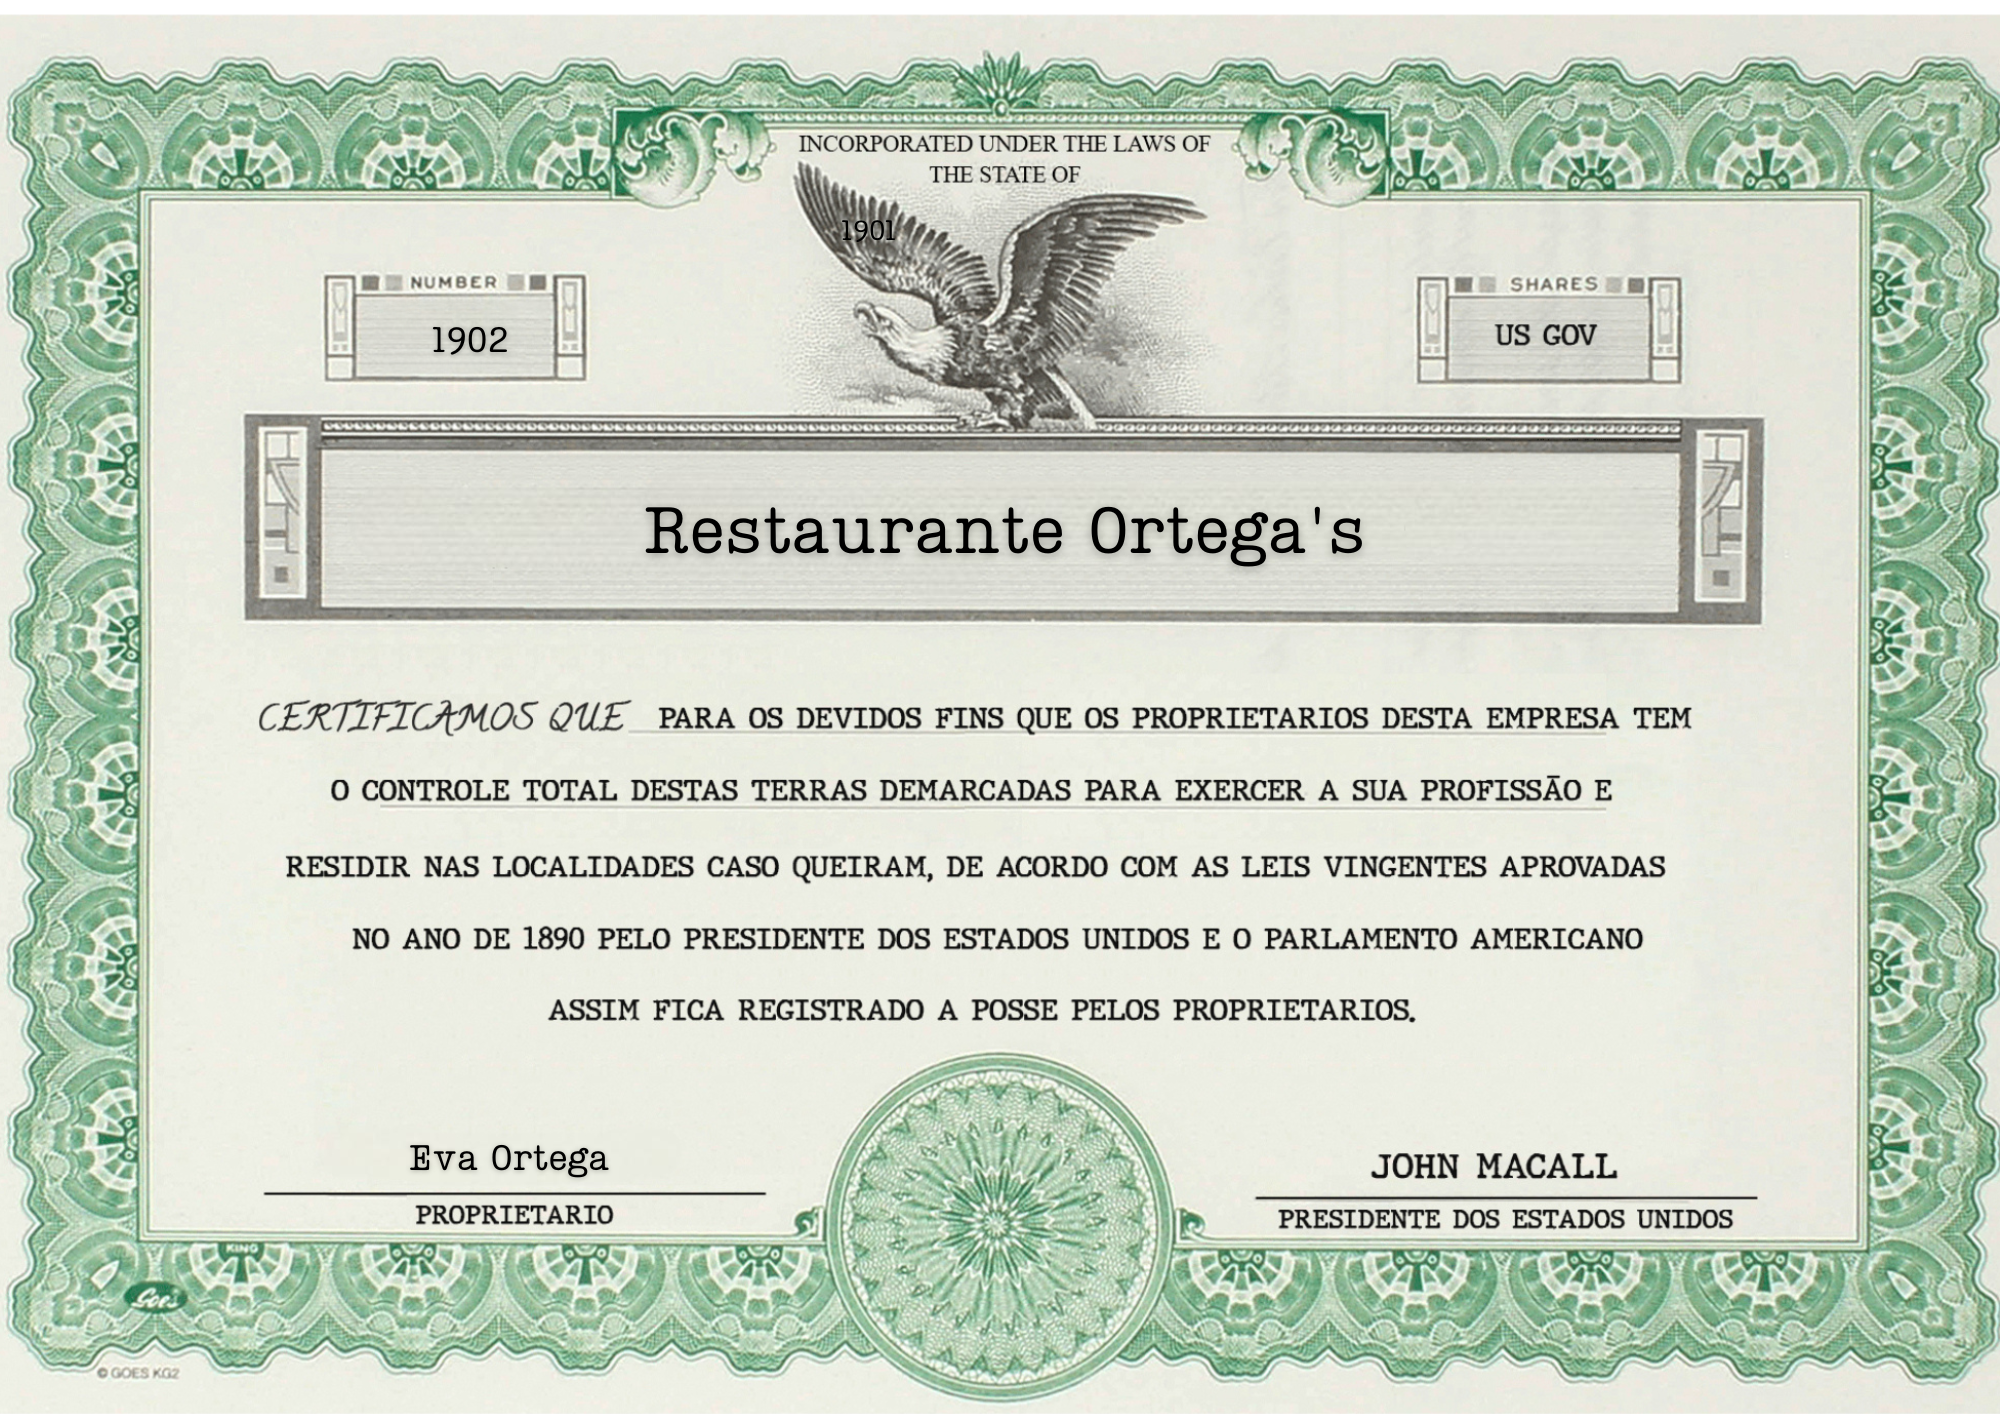 INCORPORATED UNDER THE LAWS OF
THE STATE OF
1901
NUMBER
1902
SHARES
US GOV
Restaurante Ortega's
CERTIFICAMOS QUE PARA OS DEVIDOS FINS QUE OS PROPRIETARIOS DESTA EMPRESA TEM
O CONTROLE TOTAL DESTAS TERRAS DEMARCADAS PARA EXERCER A SUA PROFISSÃO E
RESIDIR NAS LOCALIDADES CASO QUEIRAM, DE ACORDO COM AS LEIS VINGENTES APROVADAS
NO ANO DE 1890 PELO PRESIDENTE DOS ESTADOS UNIDOS E O PARLAMENTO AMERICANO
ASSIM FICA REGISTRADO A POSSE PELOS PROPRIETARIOS.
Eva Ortega
PROPRIETARIO
JOHN MACALL
PRESIDENTE DOS ESTADOS UNIDOS
KING
Goes
© GOES KG2